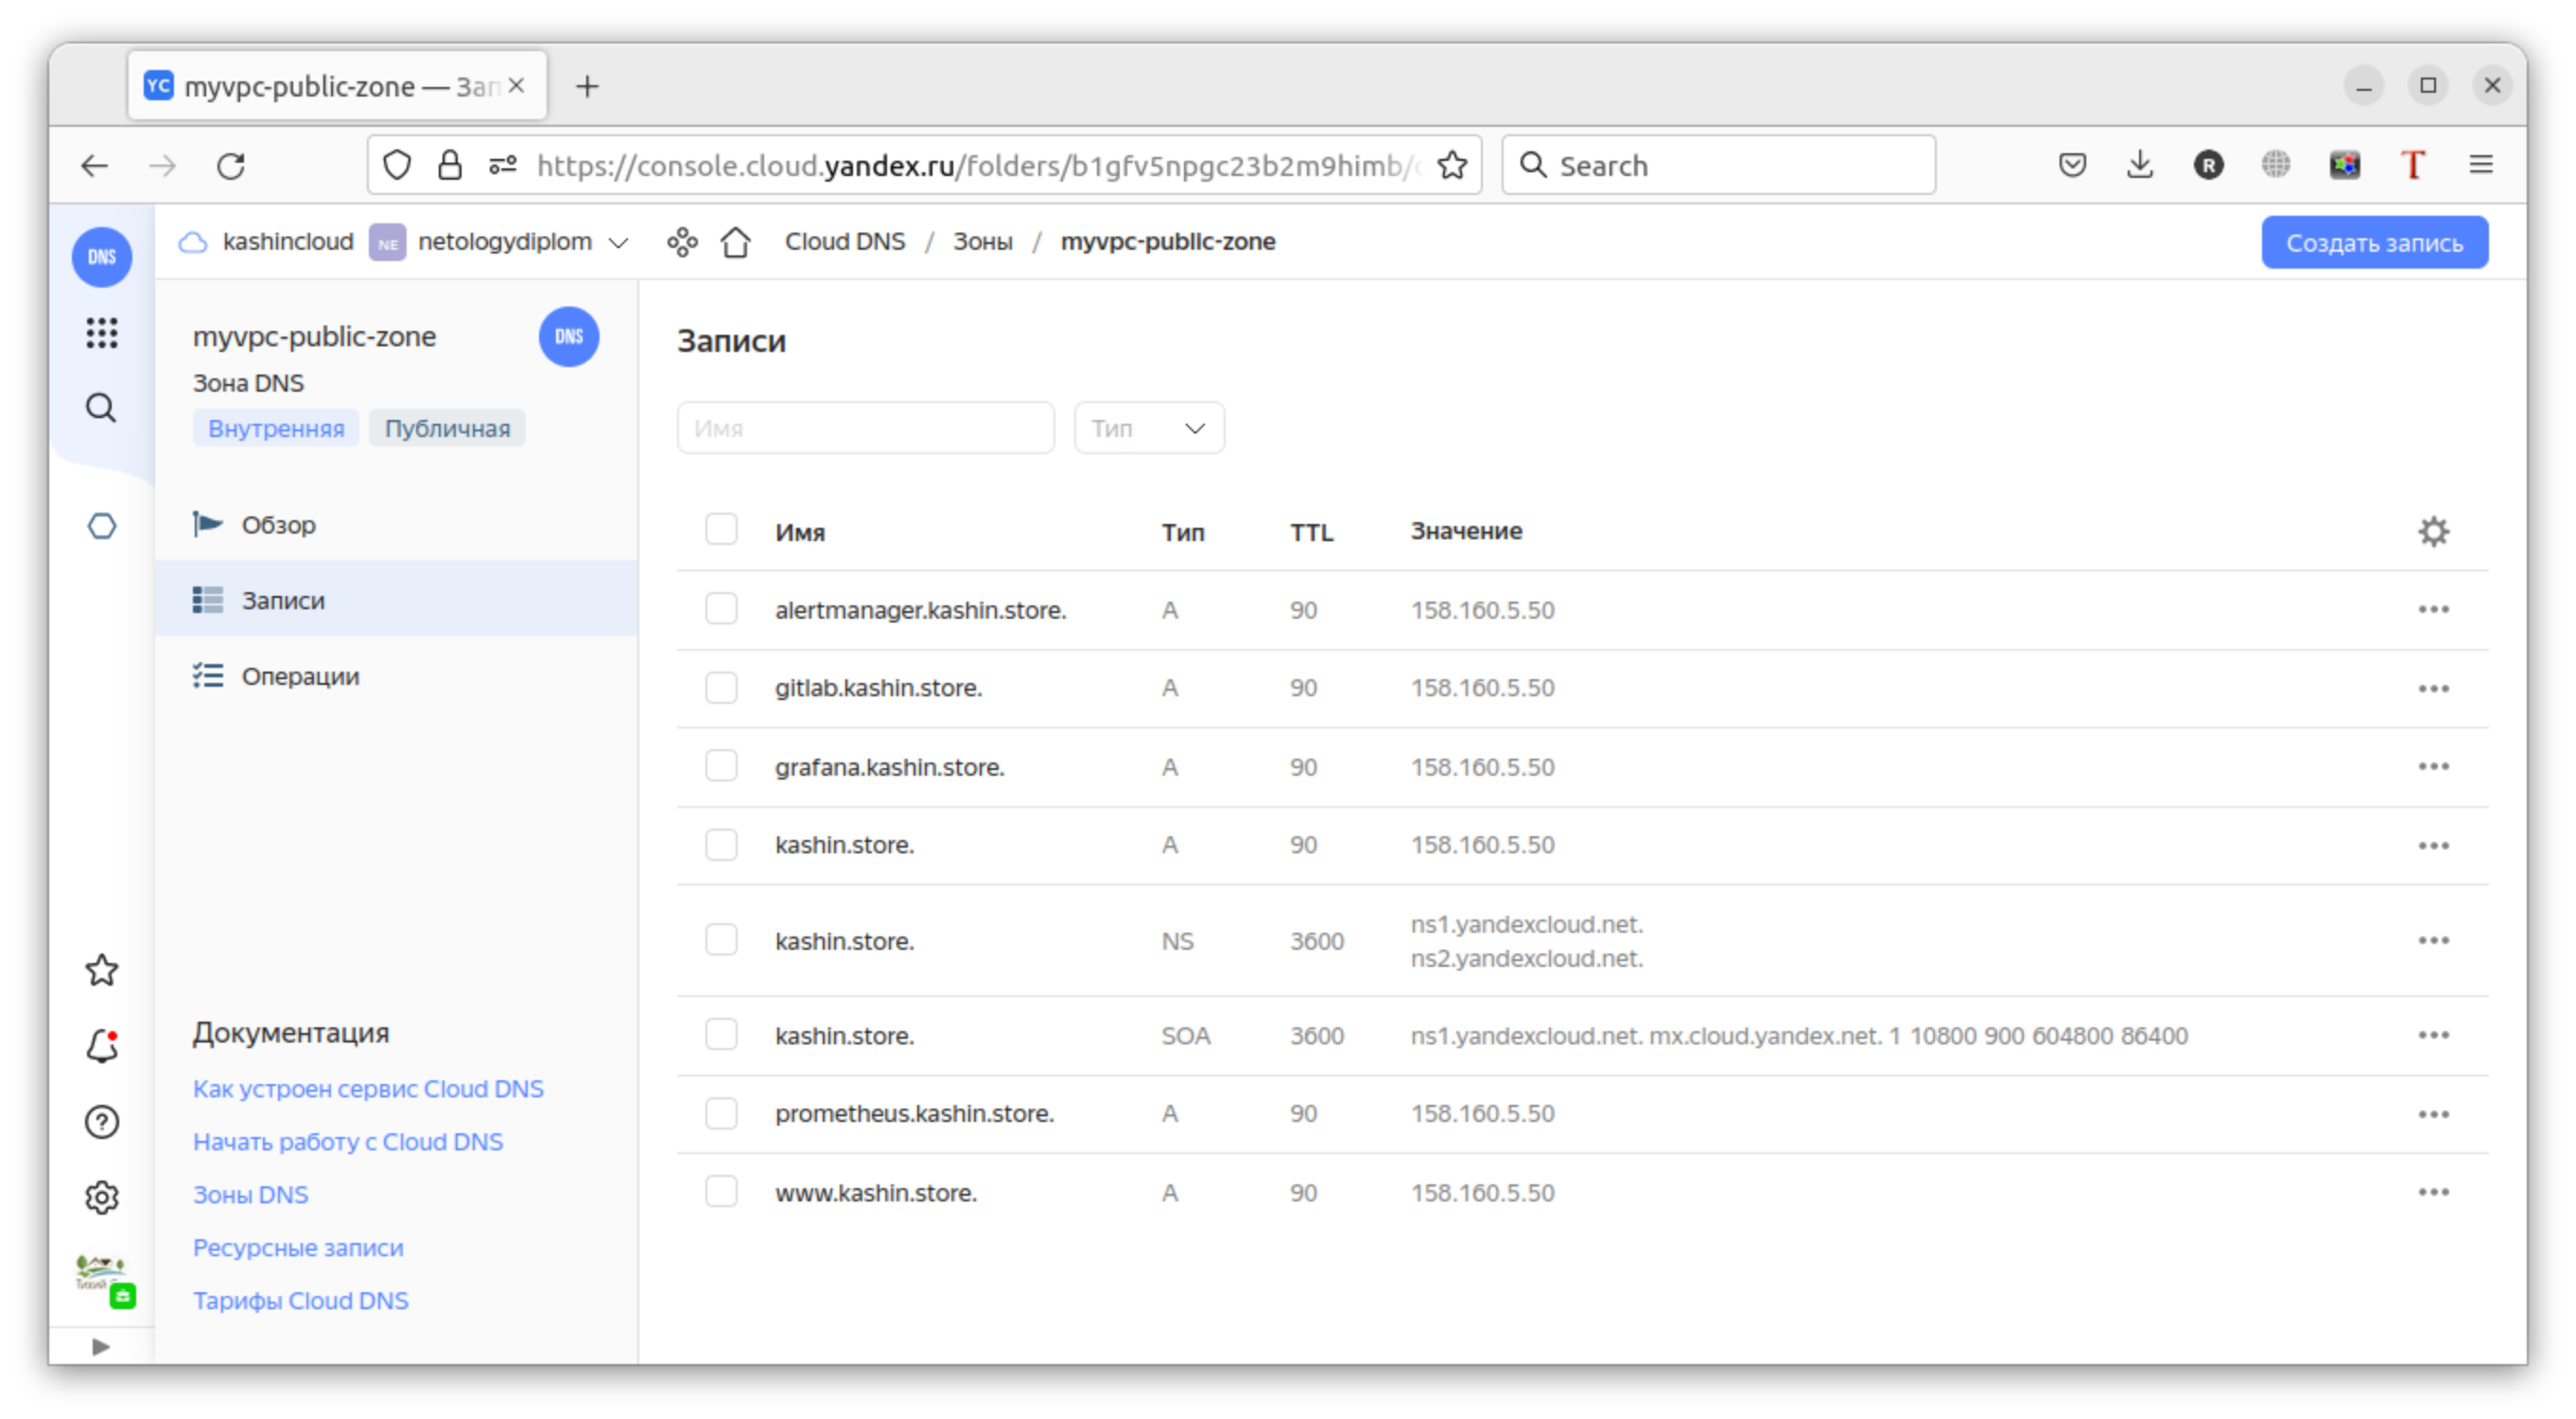 YC myvpc-public-zone — Зап
https://console.cloud.yandex.ru/folders/b1gfv5npgc23b2m9himb/
Search
R
T
DNS
kashincloud NE netologydiplom Cloud DNS / Зоны / myvpc-public-zone
Создать запись
myvpc-public-zone
DNS
Зона DNS
Внутренняя Публичная
Обзор
Записи
Операции
Документация
Как устроен сервис Cloud DNS
Начать работу с Cloud DNS
Зоны DNS
Ресурсные записи
Тарифы Cloud DNS
Записи
Имя Тип
Имя Тип TTL Значение
alertmanager.kashin.store. A 90 158.160.5.50
gitlab.kashin.store. A 90 158.160.5.50
grafana.kashin.store. A 90 158.160.5.50
kashin.store. A 90 158.160.5.50
kashin.store. NS 3600 ns1.yandexcloud.net.
ns2.yandexcloud.net.
kashin.store. SOA 3600 ns1.yandexcloud.net. mx.cloud.yandex.net. 1 10800 900 604800 86400
prometheus.kashin.store. A 90 158.160.5.50
www.kashin.store. A 90 158.160.5.50